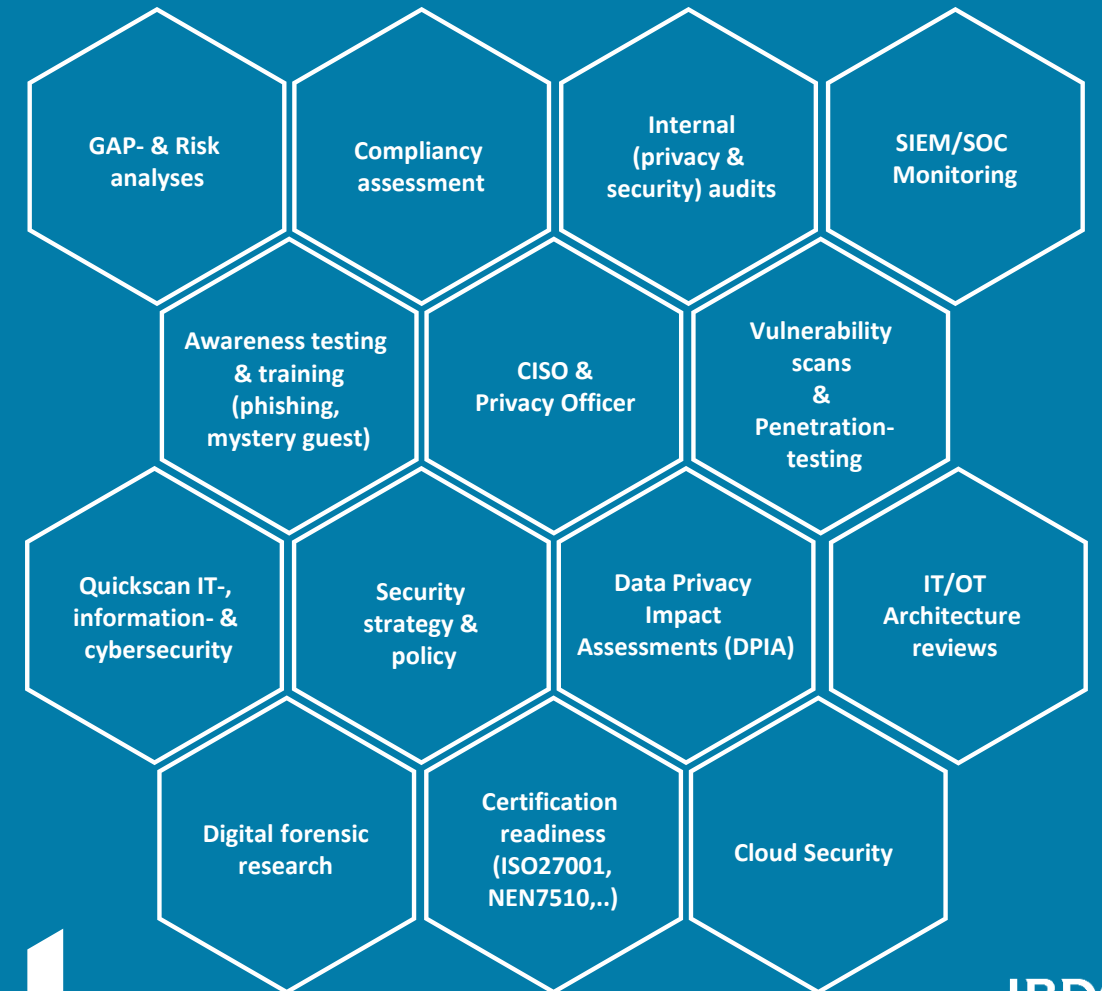 GAP- & Risk
analyses
Compliancy
assessment
Internal
(privacy &
security) audits
SIEM/SOC
Monitoring
Awareness testing
& training
(phishing,
mystery guest)
CISO &
Privacy Officer
Vulnerability
scans
&
Penetration-
testing
Quickscan IT-,
information- &
cybersecurity
Security
strategy &
policy
Data Privacy
Impact
Assessments (DPIA)
IT/OT
Architecture
reviews
Digital forensic
research
Certification
readiness
(ISO27001,
NEN7510,..)
Cloud Security